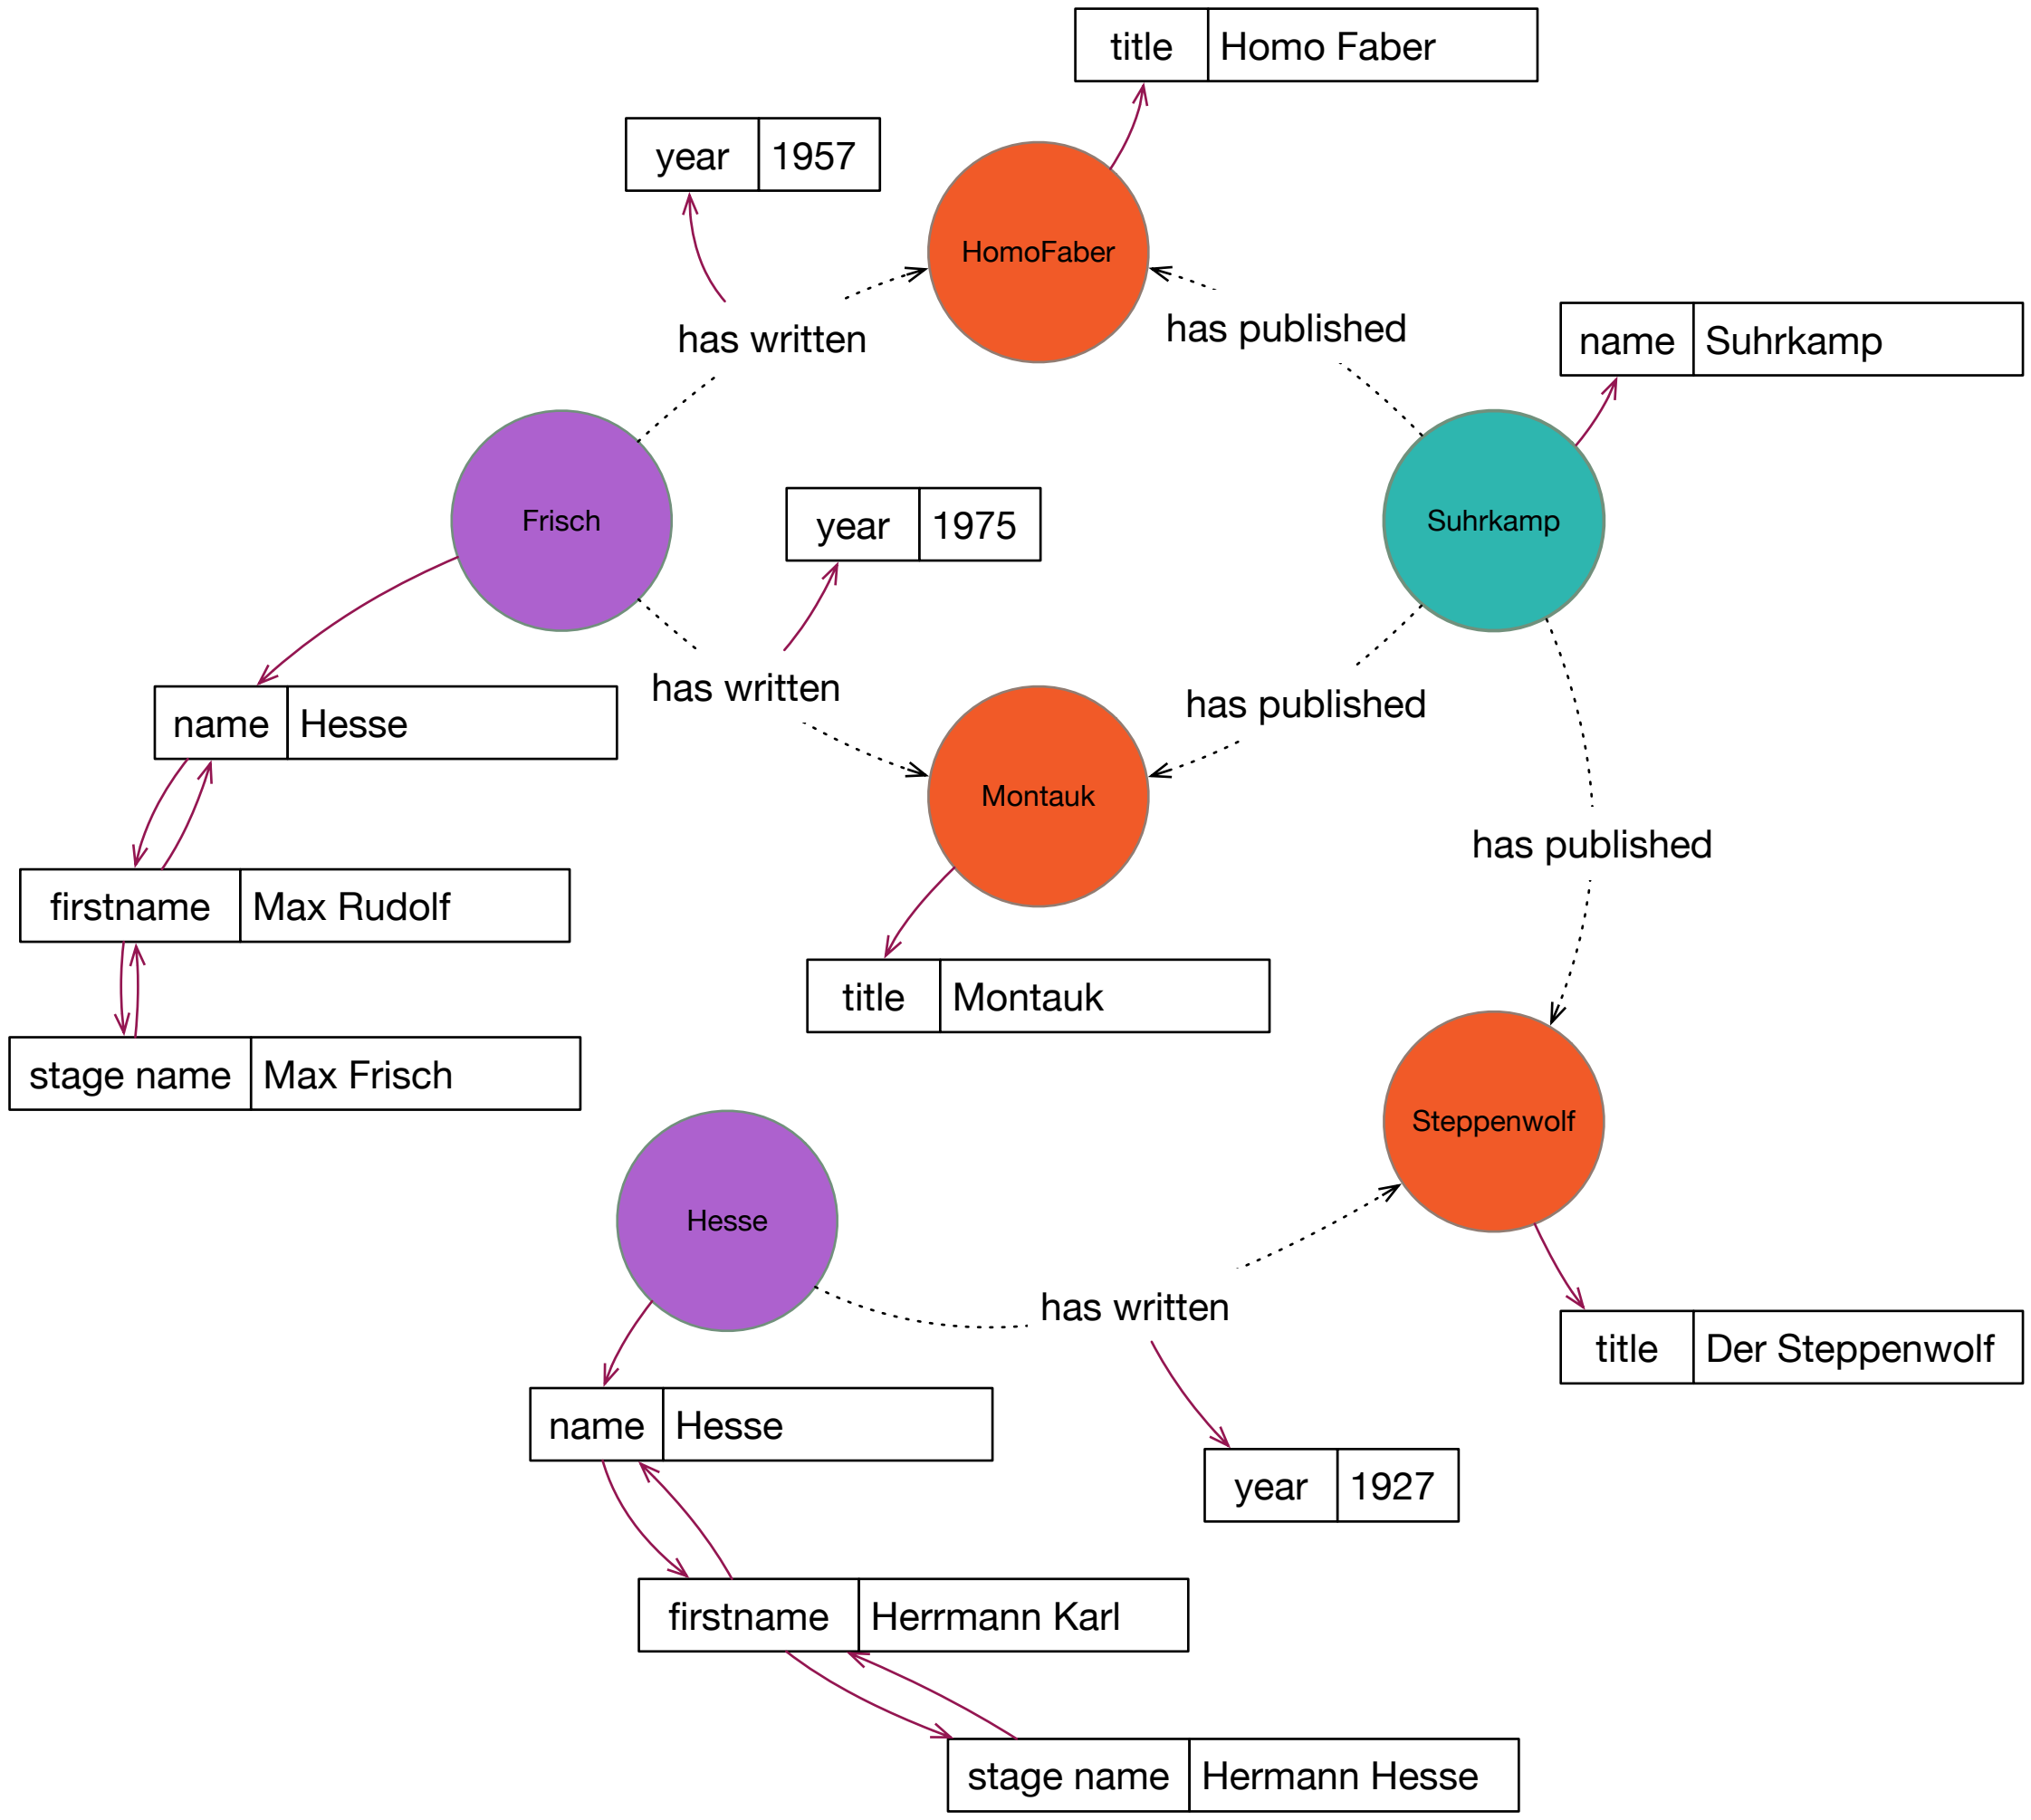 title Homo Faber
year 1957
HomoFaber
has written
has published
name Suhrkamp
Frisch
year 1975
Suhrkamp
has written
has published
name Hesse
Montauk
has published
firstname Max Rudolf
title Montauk
stage name Max Frisch
Steppenwolf
Hesse
has written
title Der Steppenwolf
name Hesse
year 1927
firstname Herrmann Karl
stage name Hermann Hesse